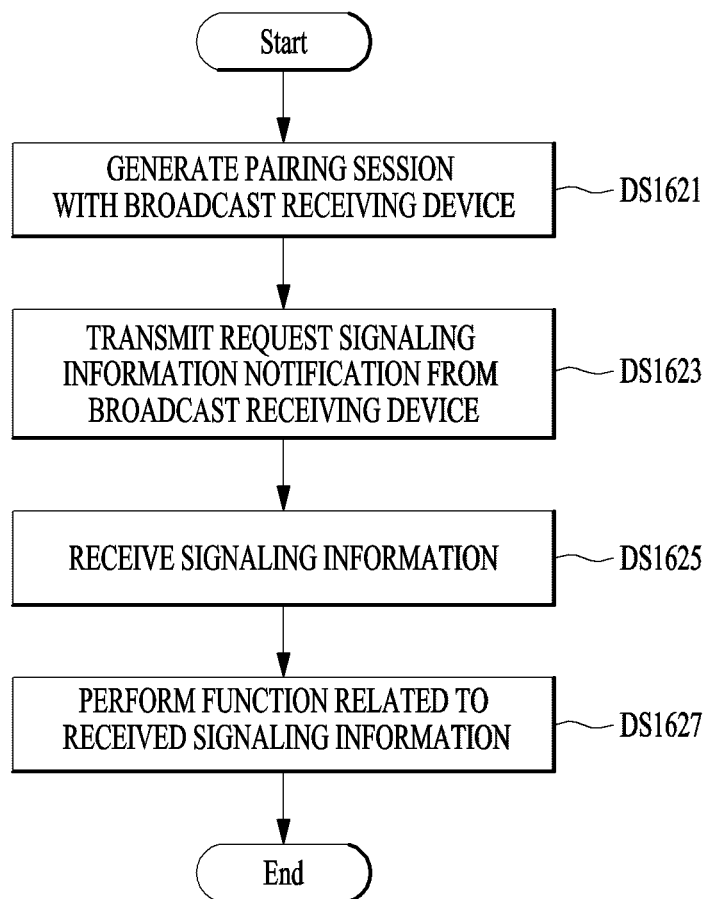 Start
GENERATE PAIRING SESSION
WITH BROADCAST RECEIVING DEVICE
DS1621
TRANSMIT REQUEST SIGNALING
INFORMATION NOTIFICATION FROM
BROADCAST RECEIVING DEVICE
DS1623
RECEIVE SIGNALING INFORMATION
DS1625
PERFORM FUNCTION RELATED TO
RECEIVED SIGNALING INFORMATION
DS1627
End